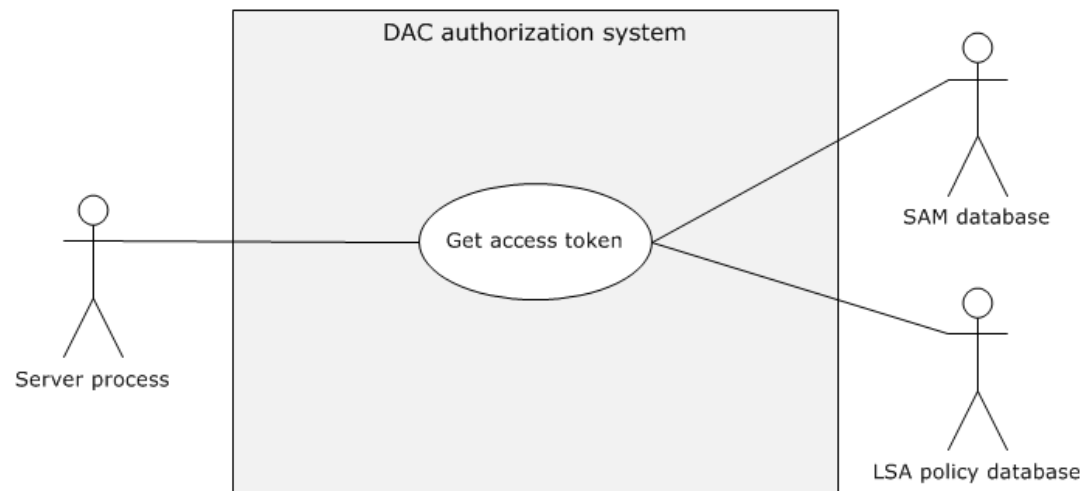 DAC authorization system
Get access token
Server process
SAM database
LSA policy database